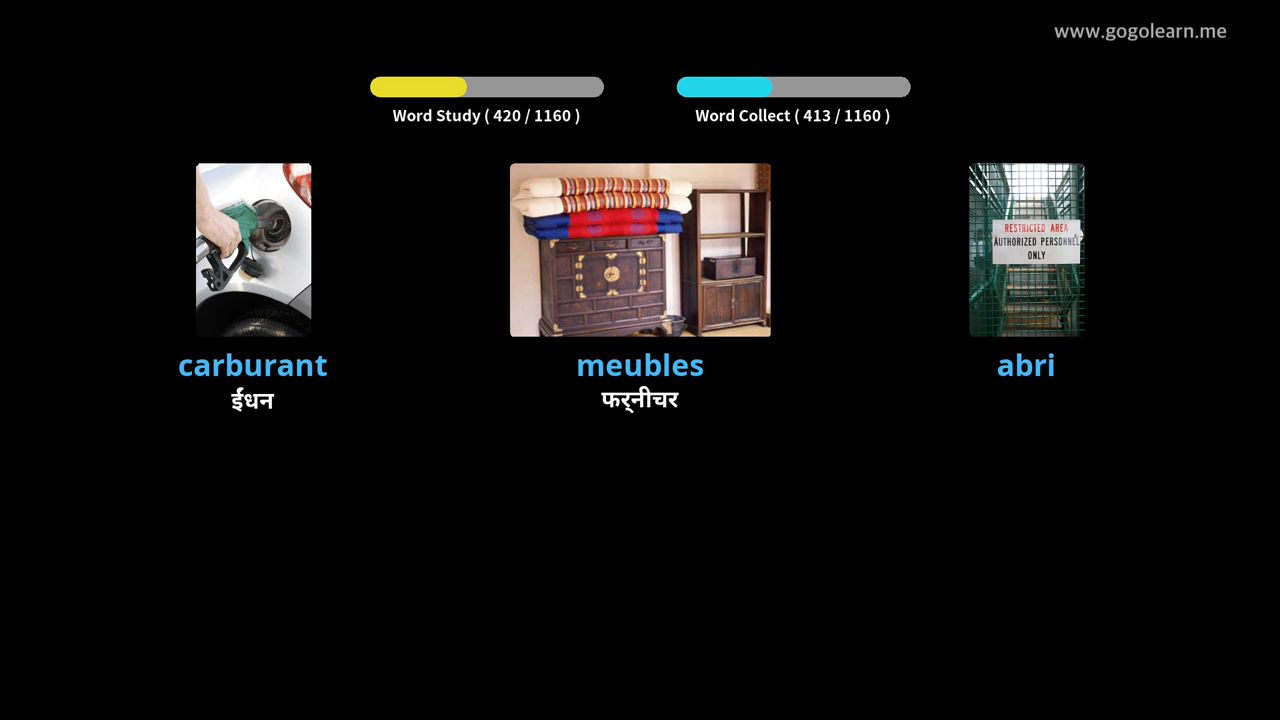 www.gogolearn.me
Word Study ( 420 / 1160 )
Word Collect ( 413 / 1160 )
RESTRICTED AREA
AUTHORIZED PERSONNEL
ONLY
carburant
meubles
abri
ईंधन
फर्नीचर